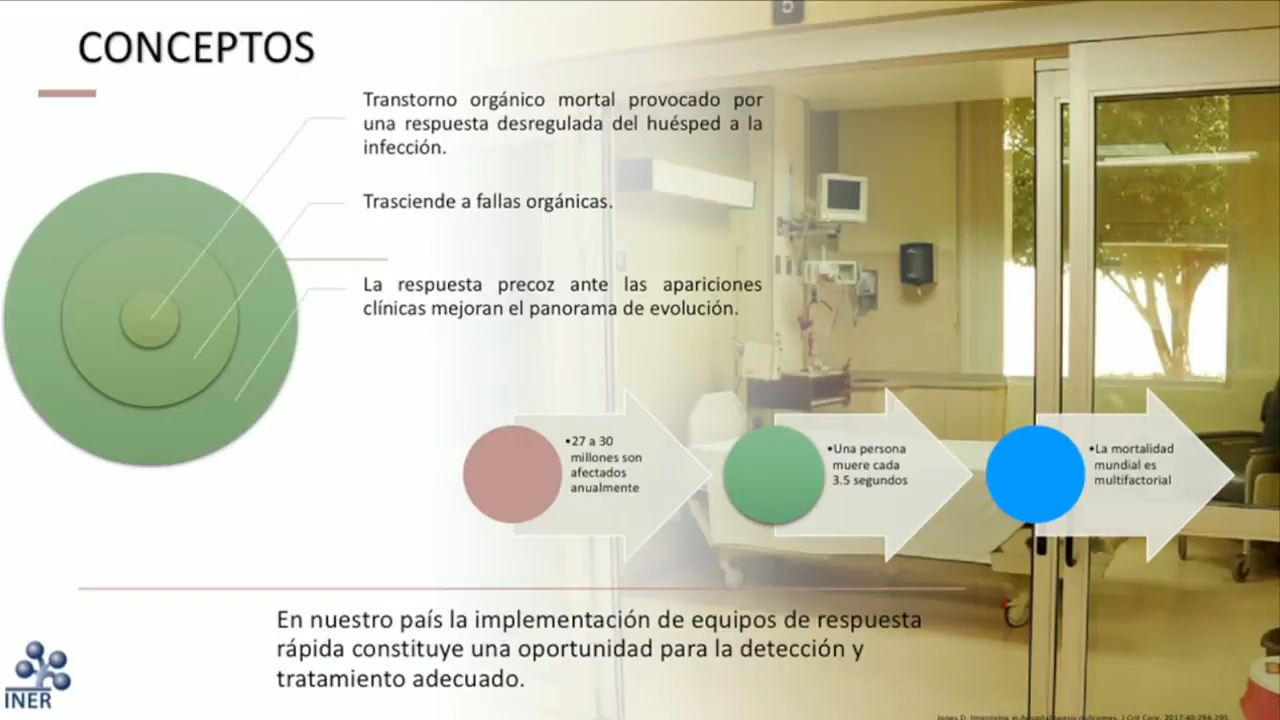 5
CONCEPTOS
Transtorno orgánico mortal provocado por
una respuesta desregulada del huésped a la
infección.
Trasciende a fallas orgánicas.
La respuesta precoz ante las apariciones
clínicas mejoran el panorama de evolución.
•27 a 30
millones son
afectados
anualmente
•Una persona
muere cada
3.5 segundos
•La mortalidad
mundial es
multifactorial
En nuestro país la implementación de equipos de respuesta
rápida constituye una oportunidad para la detección y
tratamiento adecuado.
INER